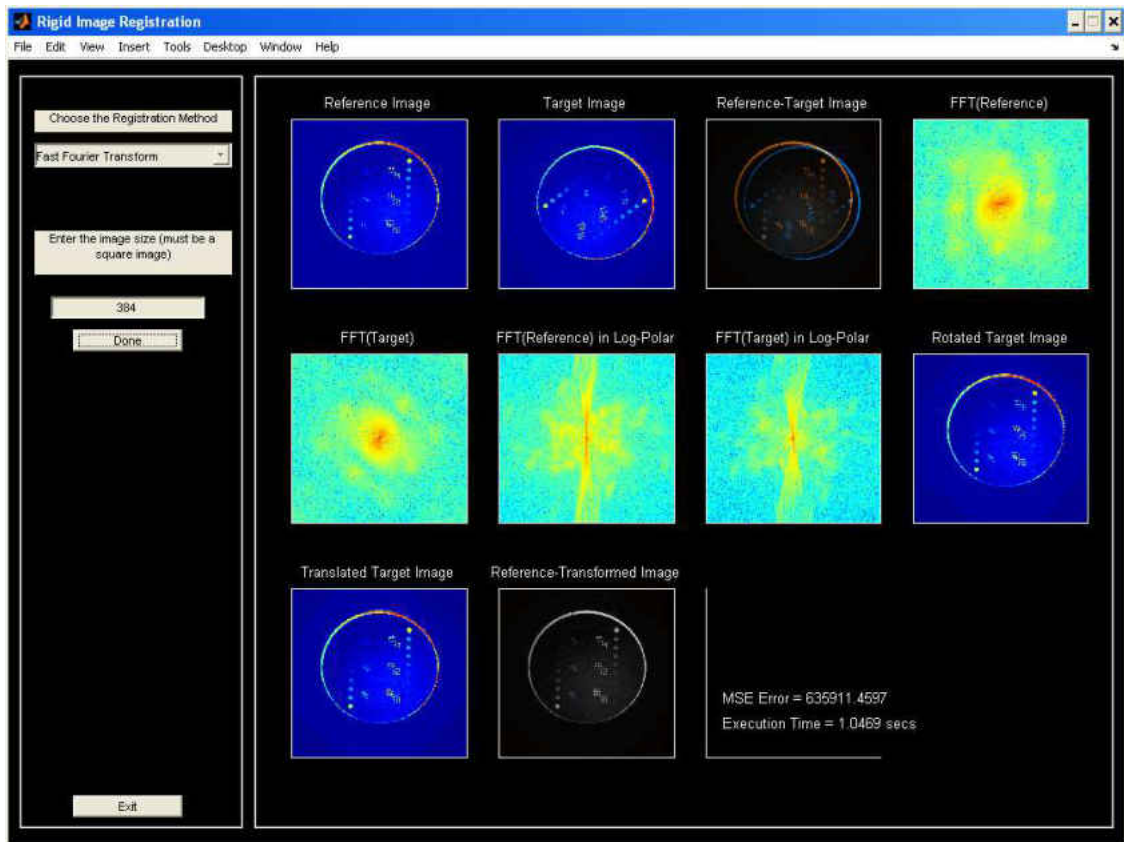 Rigid Image Registration
File Edit View Insert Tools Desktop Window Help
Choose the Registration Method
Fast Fourier Transform
Enter the image size (must be a
square image)
384
Done
Exit
Reference Image
Target Image
Reference-Target Image
FFT(Reference)
FFT(Target)
FFT(Reference) in Log-Polar
FFT(Target) in Log-Polar
Rotated Target Image
Translated Target Image
Reference-Transformed Image
MSE Error = 635911.4597
Execution Time = 1.0469 secs